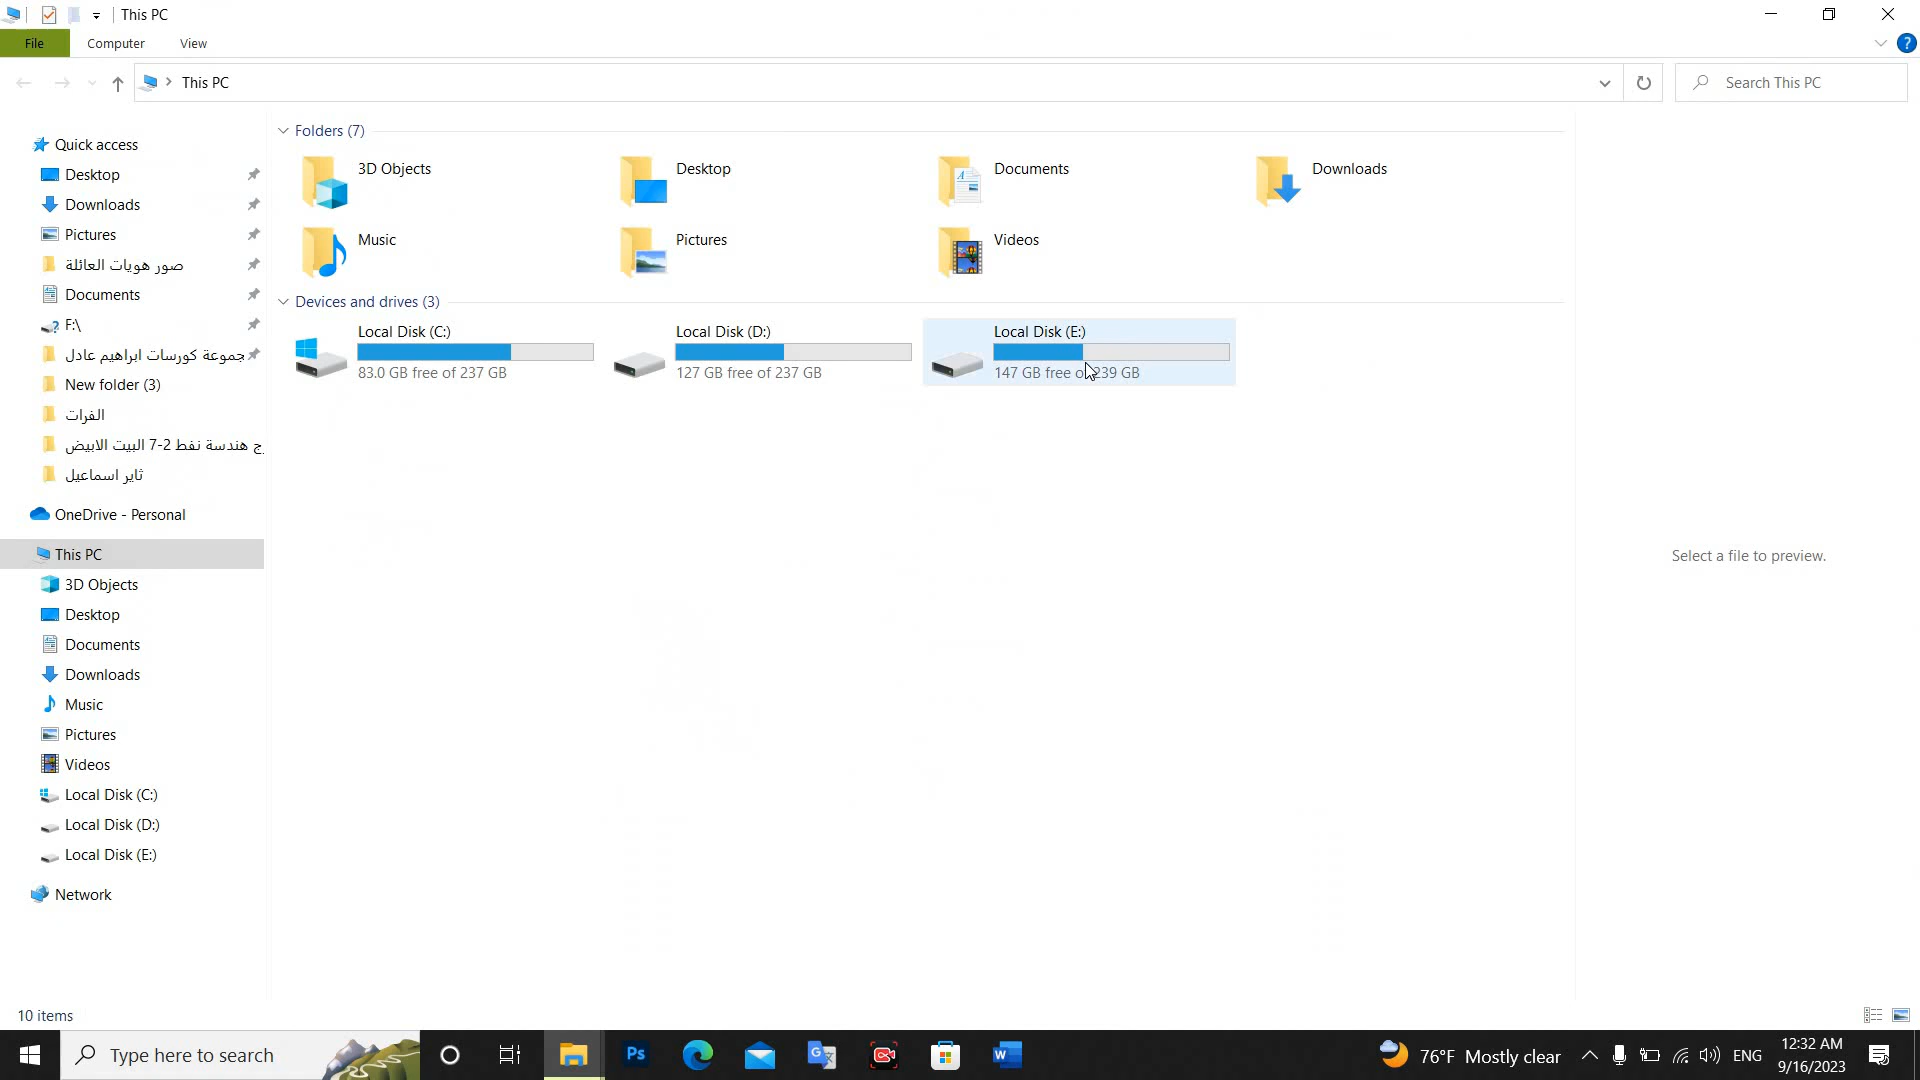 This PC
File
Computer
View
This PC
Search This PC
Quick access
Desktop
Downloads
Pictures
صور هويات العائلة
Documents
F:\
جموعة كورسات ابراهيم عادل
New folder (3)
الفرات
ج هندسة نفط 2-7 البيت الابيض
ثاير اسماعيل
OneDrive - Personal
This PC
3D Objects
Desktop
Documents
Downloads
Music
Pictures
Videos
Local Disk (C:)
Local Disk (D:)
Local Disk (E:)
Network
Folders (7)
3D Objects
Desktop
Documents
Downloads
Music
Pictures
Videos
Devices and drives (3)
Local Disk (C:)
83.0 GB free of 237 GB
Local Disk (D:)
127 GB free of 237 GB
Local Disk (E:)
147 GB free of 239 GB
Select a file to preview.
10 items
Type here to search
Ps
76°F Mostly clear
ENG
12:32 AM
9/16/2023